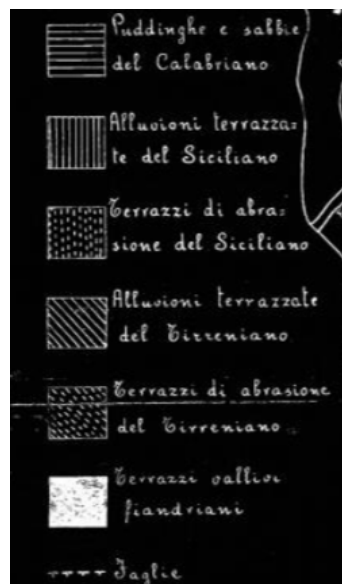 Puddinghe e sabbie
del Calabriano
Alluvioni terrazza=
te del Siciliano
Terrazzi di abra=
sione del Siciliano
Alluvioni terrazzate
del Tirreniano
Terrazzi di abrasione
del Tirreniano
Terrazzi vallivi
fiandriani
Faglie